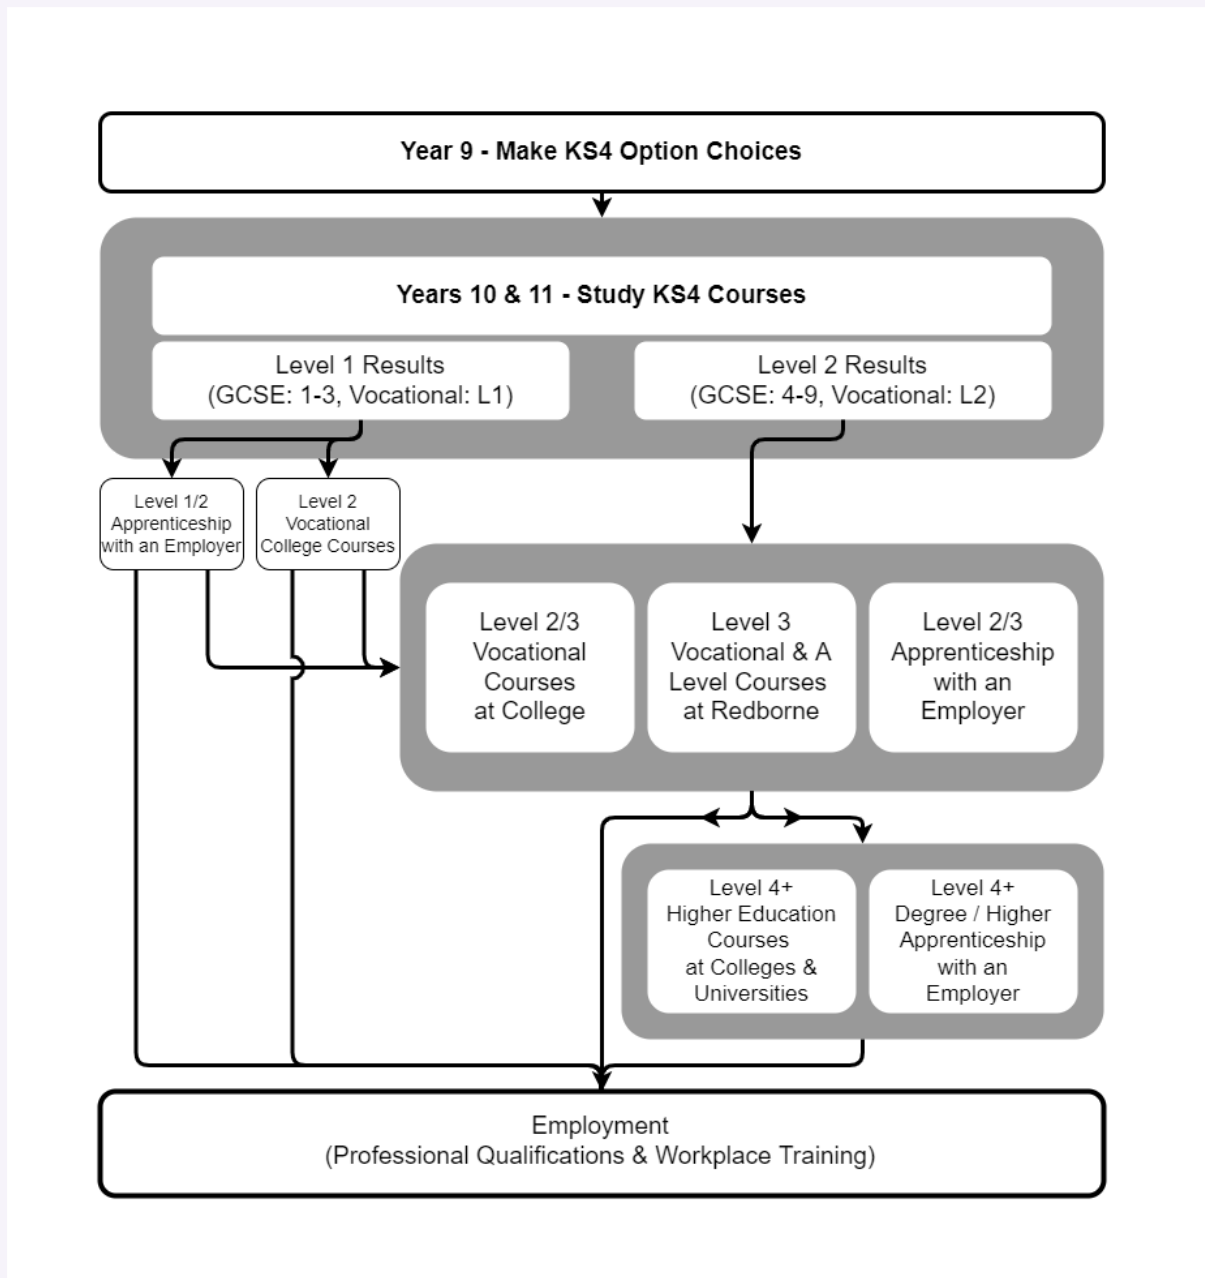 Year 9 - Make KS4 Option Choices
Years 10 & 11 - Study KS4 Courses
Level 1 Results
(GCSE: 1-3, Vocational: L1)
Level 2 Results
(GCSE: 4-9, Vocational: L2)
Level 1/2
Apprenticeship
with an Employer
Level 2
Vocational
College Courses
Level 2/3
Vocational
Courses
at College
Level 3
Vocational & A
Level Courses
at Redborne
Level 2/3
Apprenticeship
with an
Employer
Level 4+
Higher Education
Courses
at Colleges &
Universities
Level 4+
Degree / Higher
Apprenticeship
with an
Employer
Employment
(Professional Qualifications & Workplace Training)